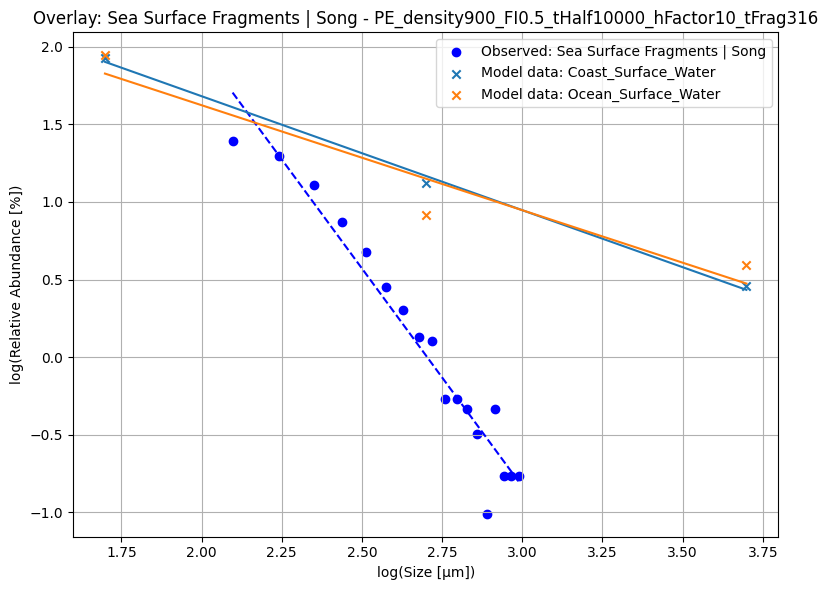 Overlay: Sea Surface Fragments | Song - PE_density900_FI0.5_tHalf10000_hFactor10_tFrag316
Observed: Sea Surface Fragments | Song
Model data: Coast_Surface_Water
Model data: Ocean_Surface_Water
log(Relative Abundance [%])
2.0
1.5
1.0
0.5
0.0
−0.5
−1.0
1.75 2.00 2.25 2.50 2.75 3.00 3.25 3.50 3.75
log(Size [µm])